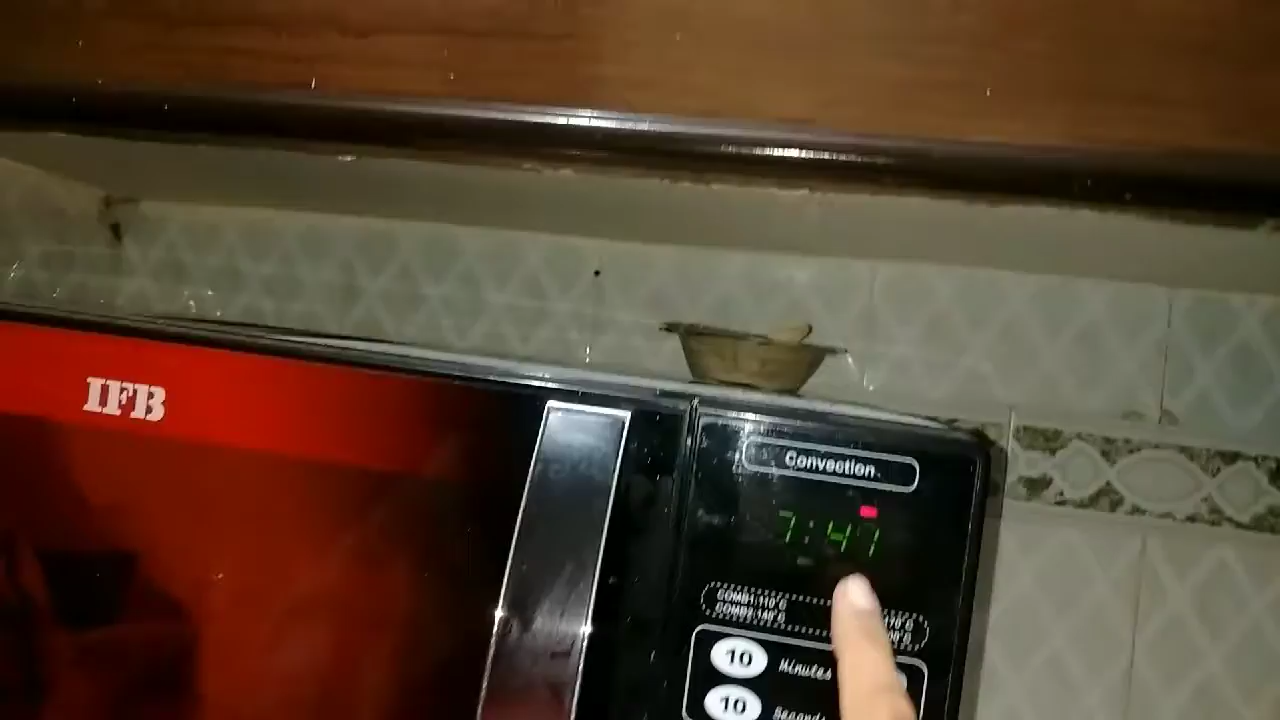 IFB
Convection
7:47
COMB1:110°C
COMB2:140°C
10 Minutes
10